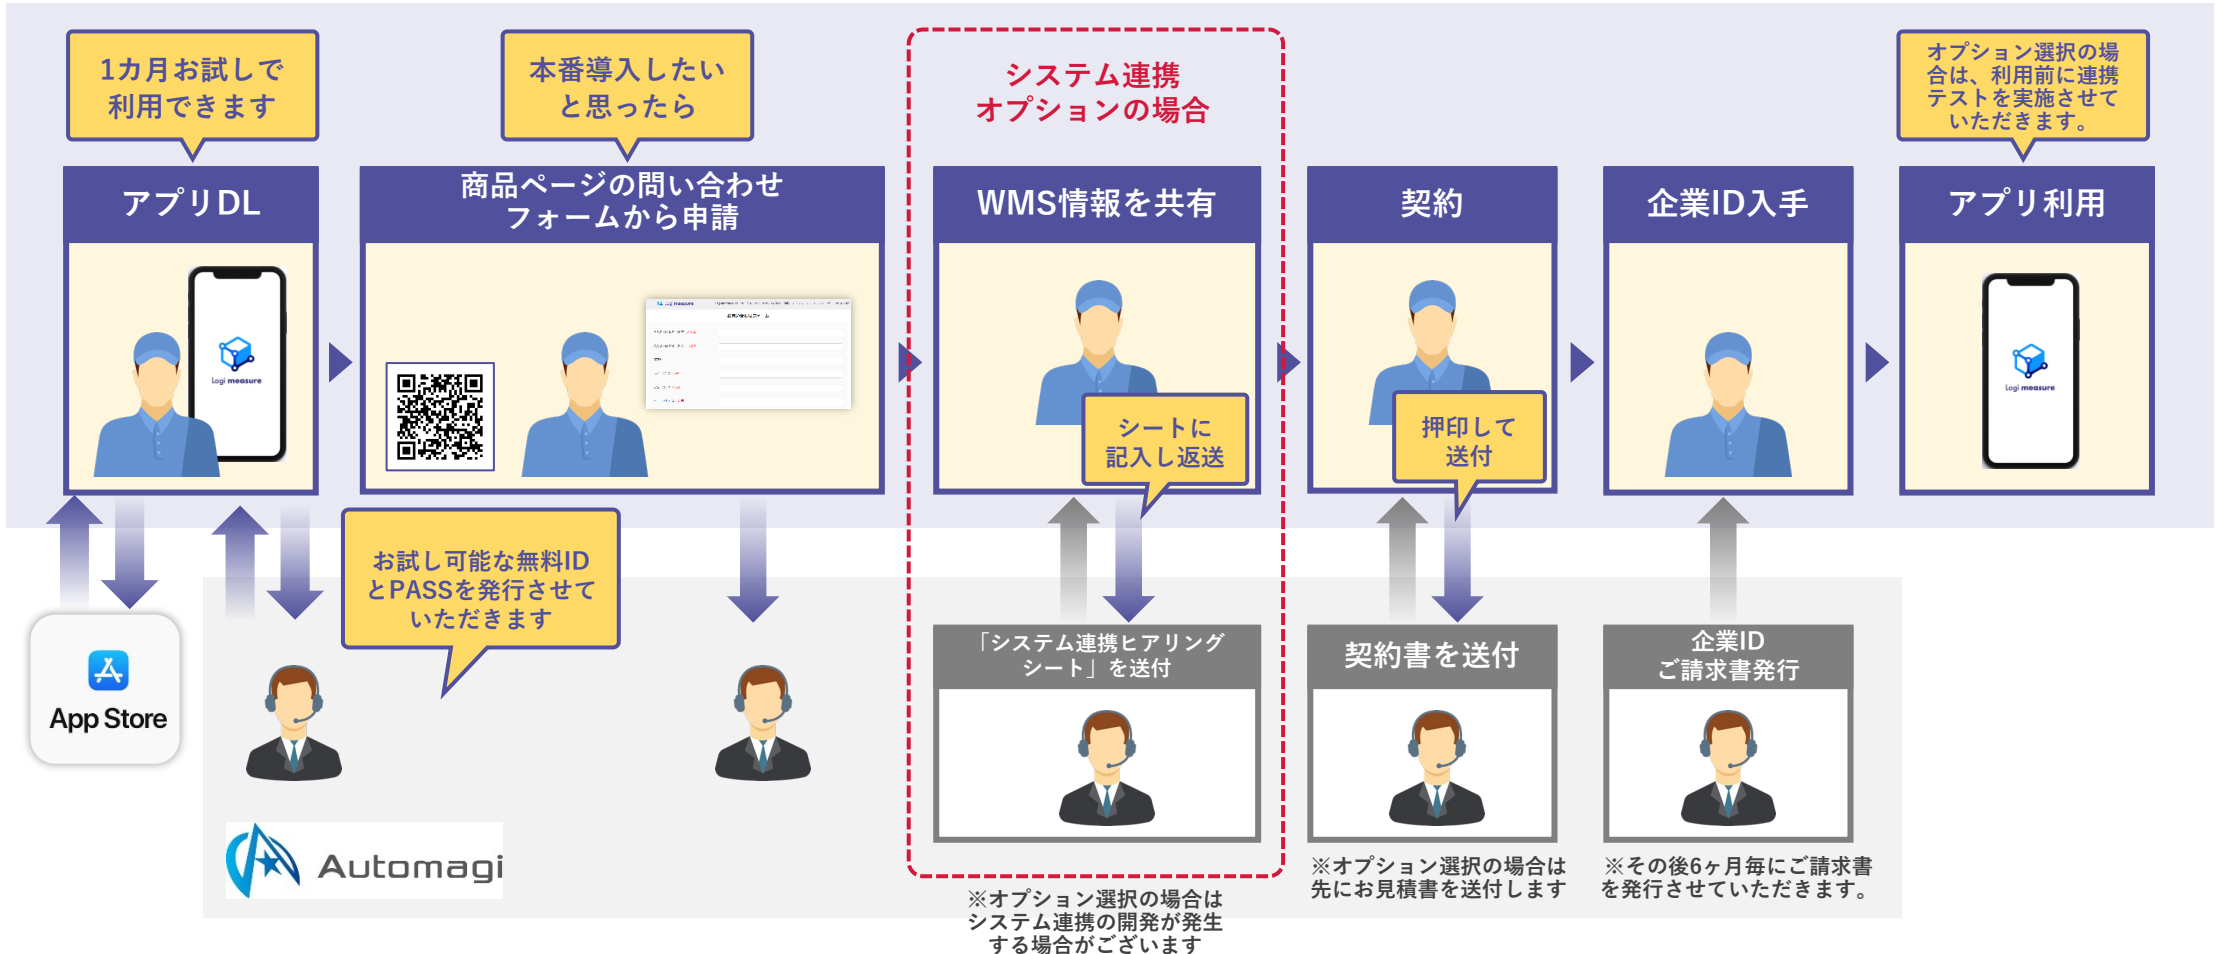 1カ月お試しで
利用できます
本番導入したい
と思ったら
システム連携
オプションの場合
オプション選択の場
合は、利用前に連携
テストを実施させて
いただきます。
アプリDL
商品ページの問い合わせ
フォームから申請
WMS情報を共有
契約
企業ID入手
アプリ利用
Logi measure
Logi measure
Logi measure
シートに
記入し返送
押印して
送付
お試し可能な無料ID
とPASSを発行させて
いただきます
App Store
「システム連携ヒアリング
シート」を送付
契約書を送付
企業ID
ご請求書発行
Automagi
※オプション選択の場合は
システム連携の開発が発生
する場合がございます
※オプション選択の場合は
先にお見積書を送付します
※その後6ヶ月毎にご請求書
を発行させていただきます。